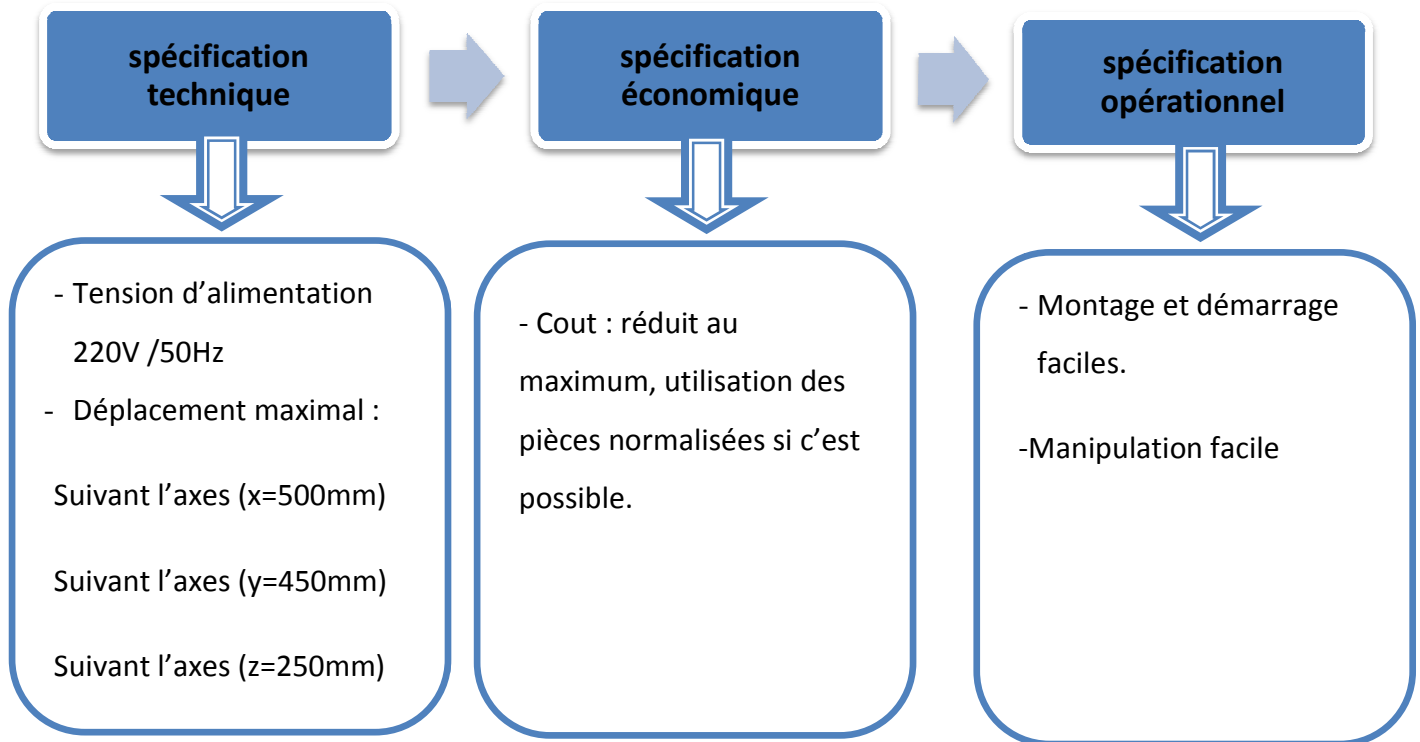 spécification
technique
spécification
économique
spécification
opérationnel
- Tension d’alimentation
220V /50Hz
- Déplacement maximal :
Suivant l’axes (x=500mm)
Suivant l’axes (y=450mm)
Suivant l’axes (z=250mm)
- Cout : réduit au
maximum, utilisation des
pièces normalisées si c’est
possible.
- Montage et démarrage
faciles.
-Manipulation facile